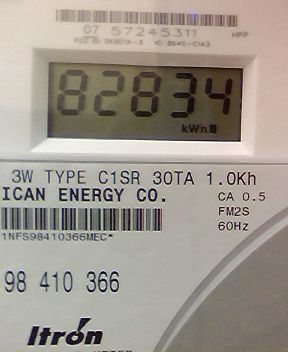 07 57245311 NPP
82834
kWh
3W TYPE C1SR 30TA 1.0Kh
ICAN ENERGY CO. CA 0.5
FM2S
60Hz
1NFS98410366MEC*
98 410 366
Itron